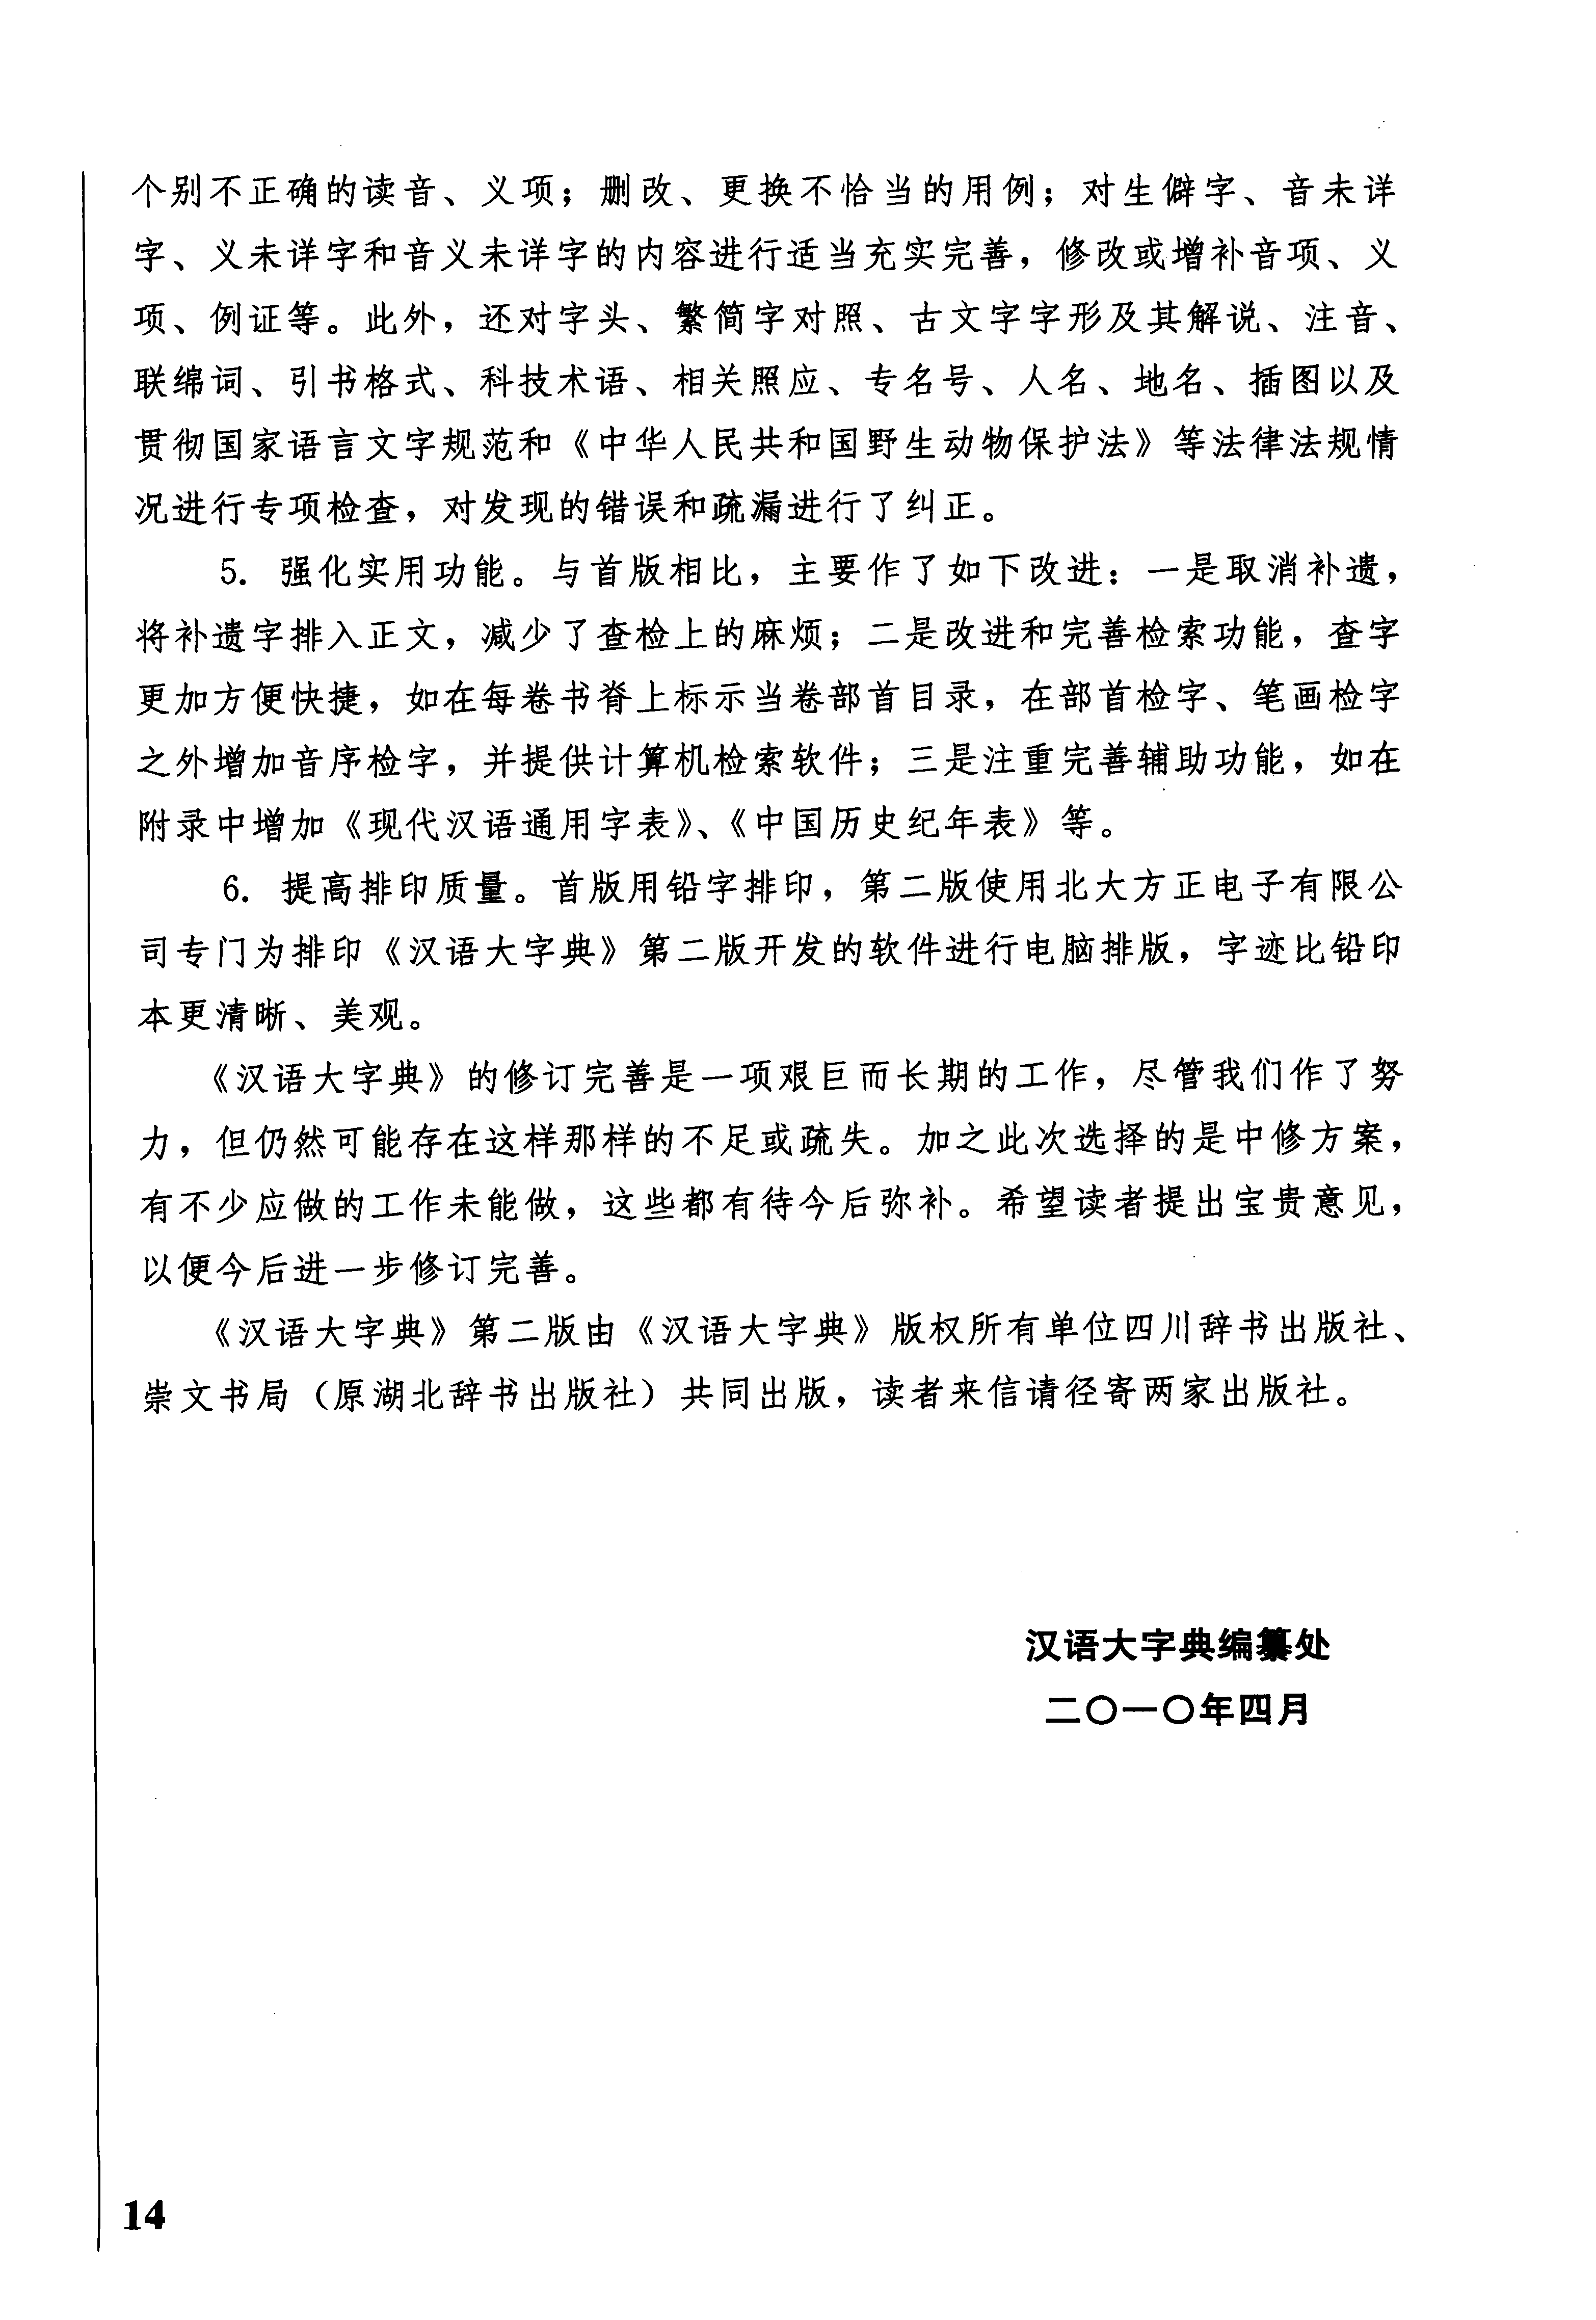 个别不正确的读音、义项；删改、更换不恰当的用例；对生僻字、音未详
字、义未详字和音义未详字的内容进行适当充实完善，修改或增补音项、义
项、例证等。此外，还对字头、繁简字对照、古文字字形及其解说、注音、
联绵词、引书格式、科技术语、相关照应、专名号、人名、地名、插图以及
贯彻国家语言文字规范和《中华人民共和国野生动物保护法》等法律法规情
况进行专项检查，对发现的错误和疏漏进行了纠正。
5. 强化实用功能。与首版相比，主要作了如下改进：一是取消补遗，
将补遗字排入正文，减少了查检上的麻烦；二是改进和完善检索功能，查字
更加方便快捷，如在每卷书脊上标示当卷部首目录，在部首检字、笔画检字
之外增加音序检字，并提供计算机检索软件；三是注重完善辅助功能，如在
附录中增加《现代汉语通用字表》、《中国历史纪年表》等。
6. 提高排印质量。首版用铅字排印，第二版使用北大方正电子有限公
司专门为排印《汉语大字典》第二版开发的软件进行电脑排版，字迹比铅印
本更清晰、美观。
《汉语大字典》的修订完善是一项艰巨而长期的工作，尽管我们作了努
力，但仍然可能存在这样那样的不足或疏失。加之此次选择的是中修方案，
有不少应做的工作未能做，这些都有待今后弥补。希望读者提出宝贵意见，
以便今后进一步修订完善。
《汉语大字典》第二版由《汉语大字典》版权所有单位四川辞书出版社、
崇文书局（原湖北辞书出版社）共同出版，读者来信请径寄两家出版社。
汉语大字典编纂处
二〇一〇年四月
14